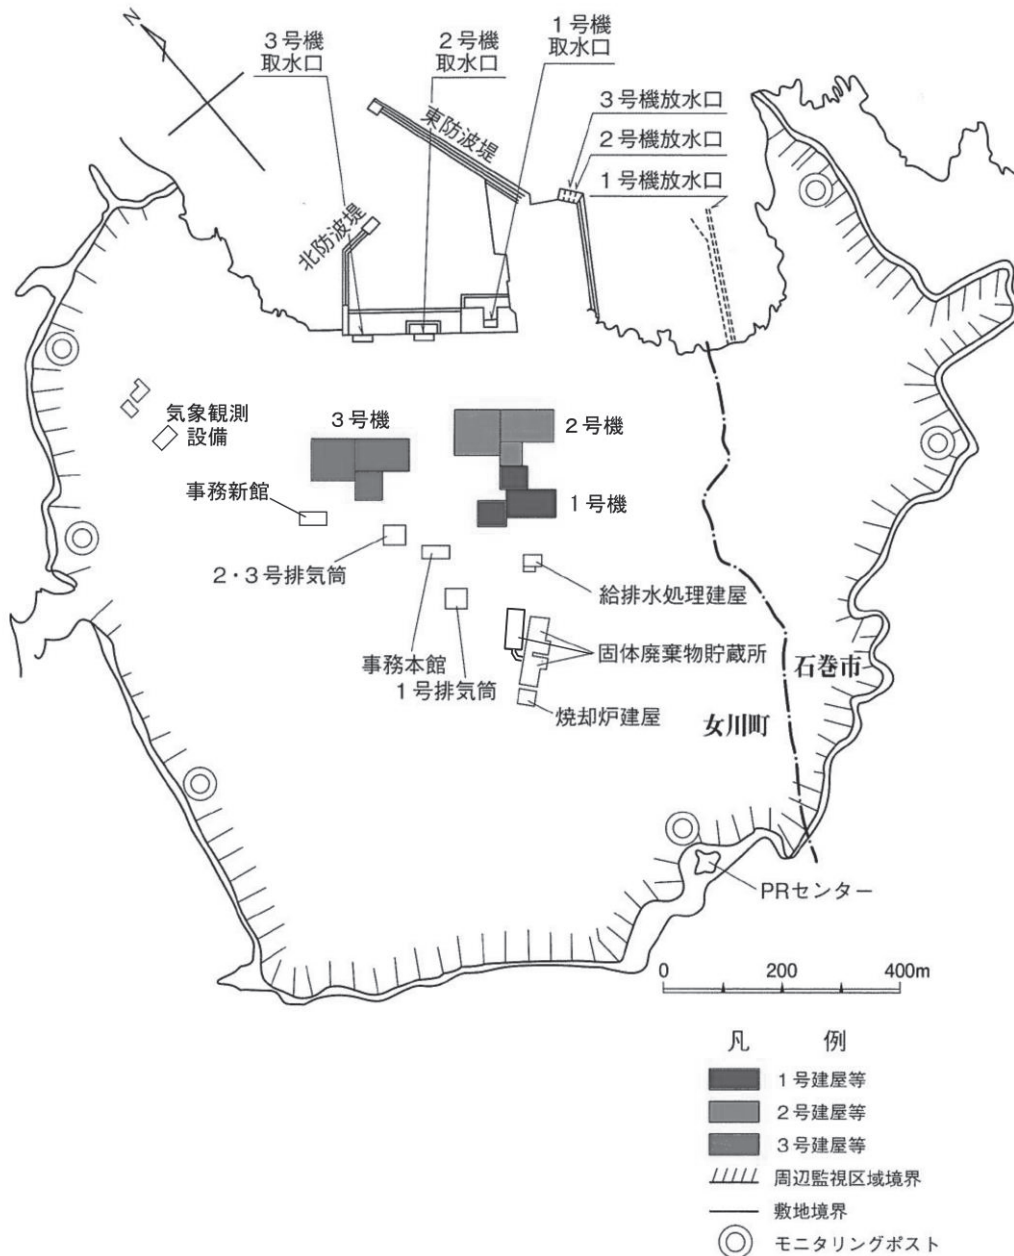 N
3号機
取水口
2号機
取水口
1号機
取水口
東防波堤
3号機放水口
2号機放水口
1号機放水口
北防波堤
気象観測
設備
3号機
2号機
事務新館
1号機
2・3号排気筒
給排水処理建屋
事務本館
1号排気筒
固体廃棄物貯蔵所
石巻市
焼却炉建屋
女川町
PRセンター
0 200 400m
凡 例
1号建屋等
2号建屋等
3号建屋等
周辺監視区域境界
敷地境界
モニタリングポスト